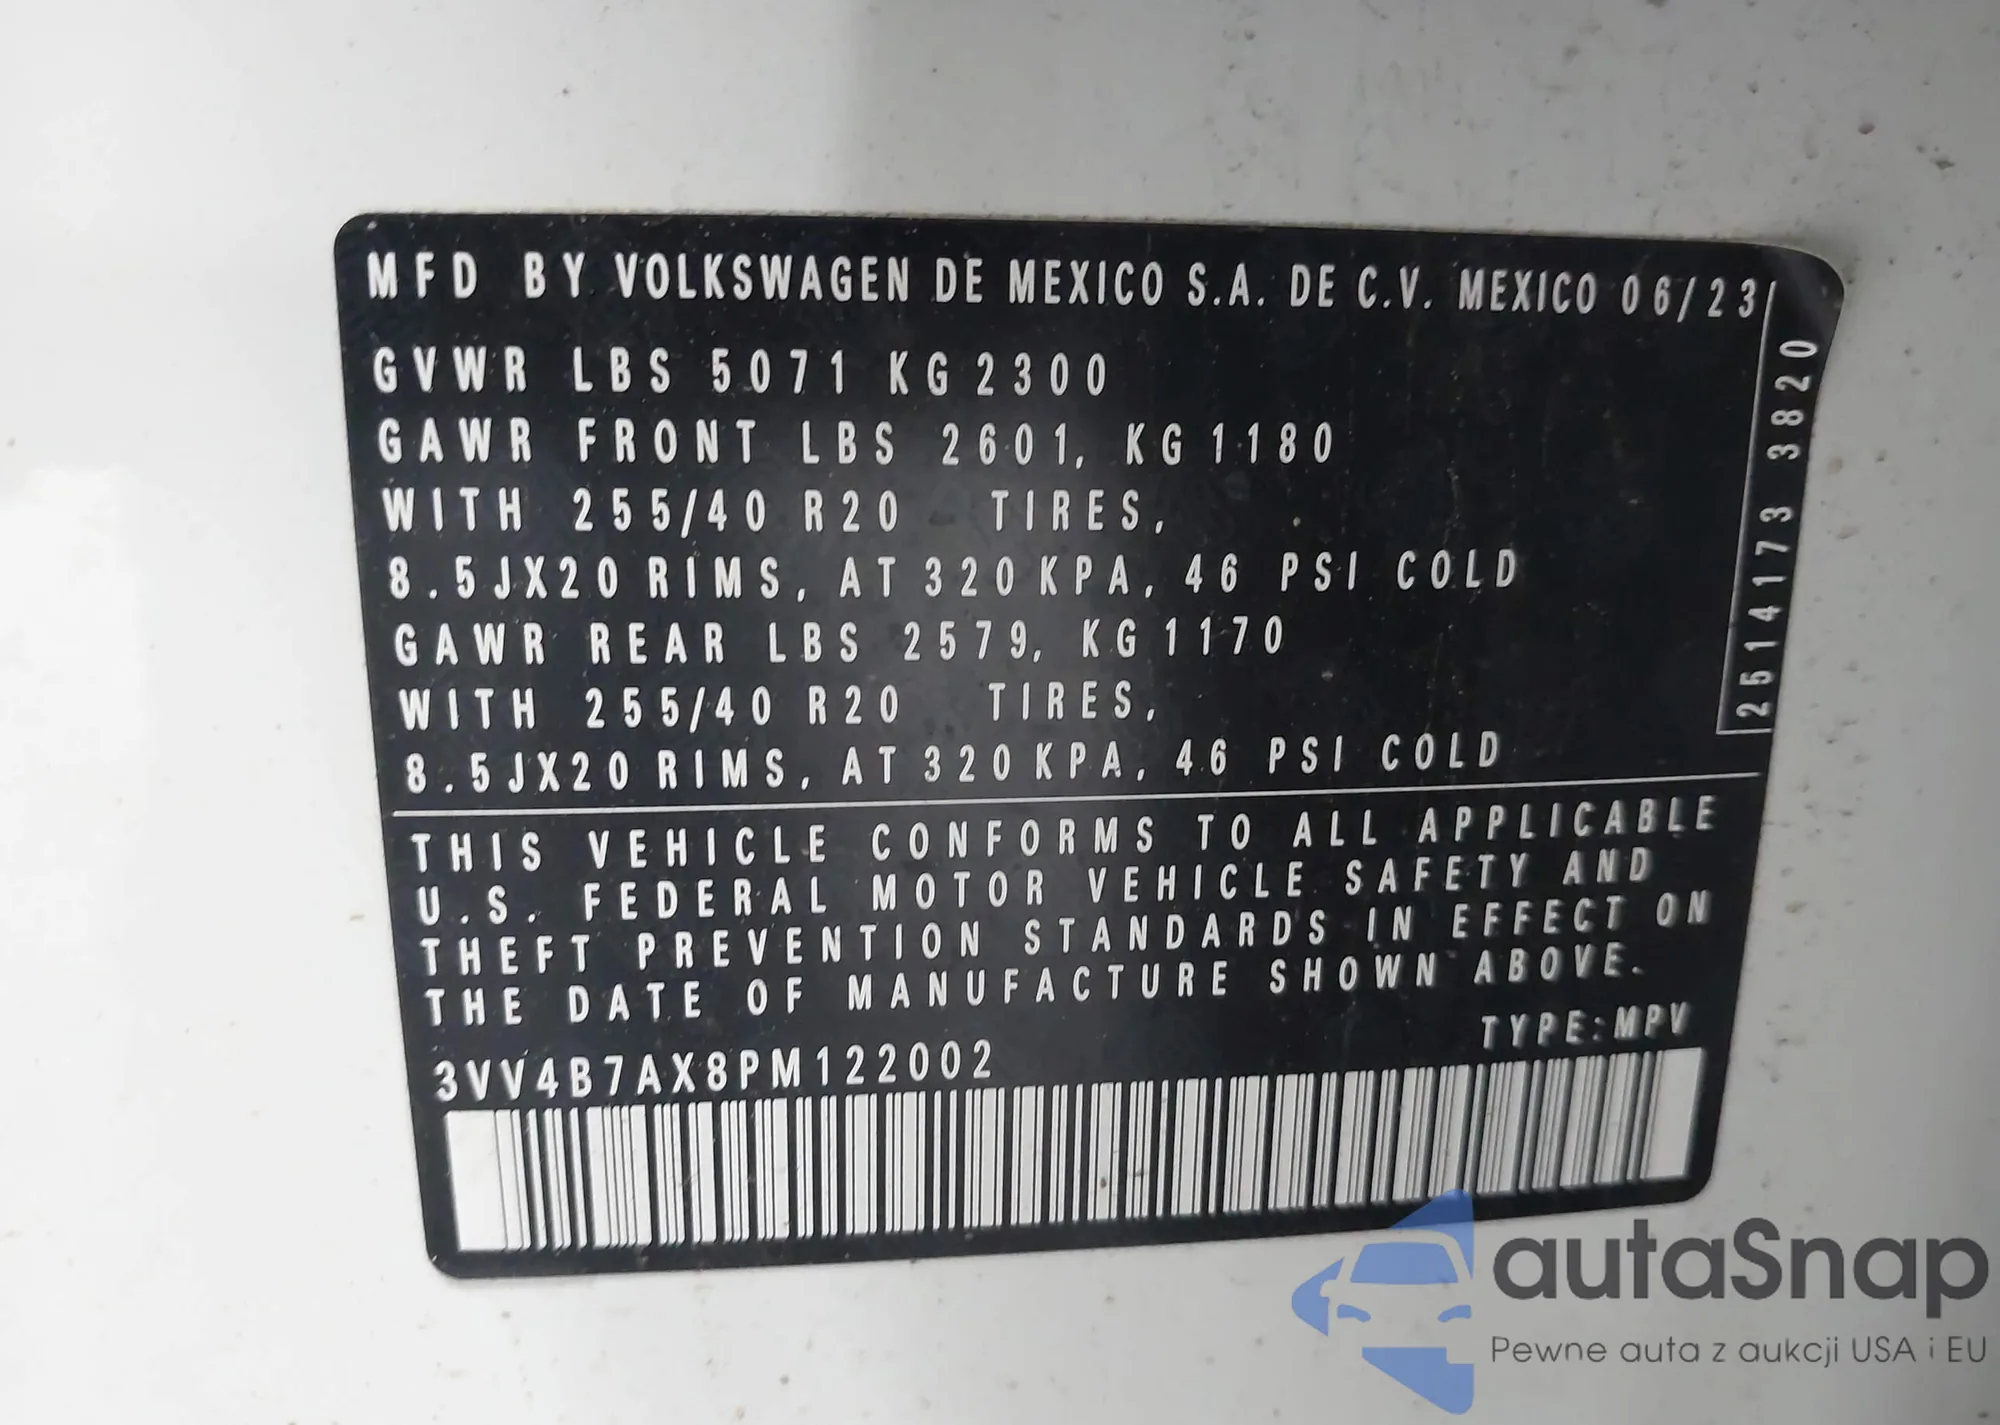 MFD BY VOLKSWAGEN DE MEXICO S.A. DE C.V. MEXICO 06/23
GVWR LBS 5071 KG 2300
GAWR FRONT LBS 2601, KG 1180
WITH 255/40 R20 TIRES,
8.5JX20 RIMS, AT 320 KPA, 46 PSI COLD
GAWR REAR LBS 2579, KG 1170
WITH 255/40 R20 TIRES,
8.5JX20 RIMS, AT 320 KPA, 46 PSI COLD
2514173 3820
THIS VEHICLE CONFORMS TO ALL APPLICABLE
U.S. FEDERAL MOTOR VEHICLE SAFETY AND
THEFT PREVENTION STANDARDS IN EFFECT ON
THE DATE OF MANUFACTURE SHOWN ABOVE.
TYPE:MPV
3VV4B7AX8PM122002
autaSnap
Pewne auta z aukcji USA i EU